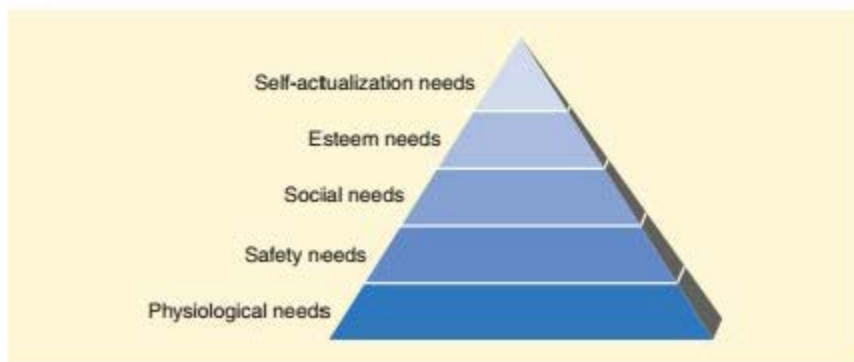 Self-actualization needs
Esteem needs
Social needs
Safety needs
Physiological needs